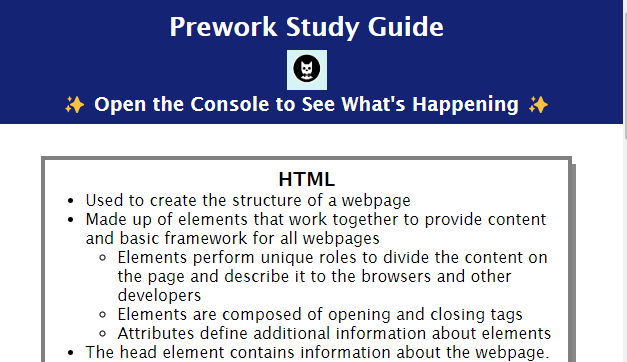 Prework Study Guide
✨ Open the Console to See What's Happening ✨
HTML
• Used to create the structure of a webpage
• Made up of elements that work together to provide content
and basic framework for all webpages
◦ Elements perform unique roles to divide the content on
the page and describe it to the browsers and other
developers
◦ Elements are composed of opening and closing tags
◦ Attributes define additional information about elements
• The head element contains information about the webpage.